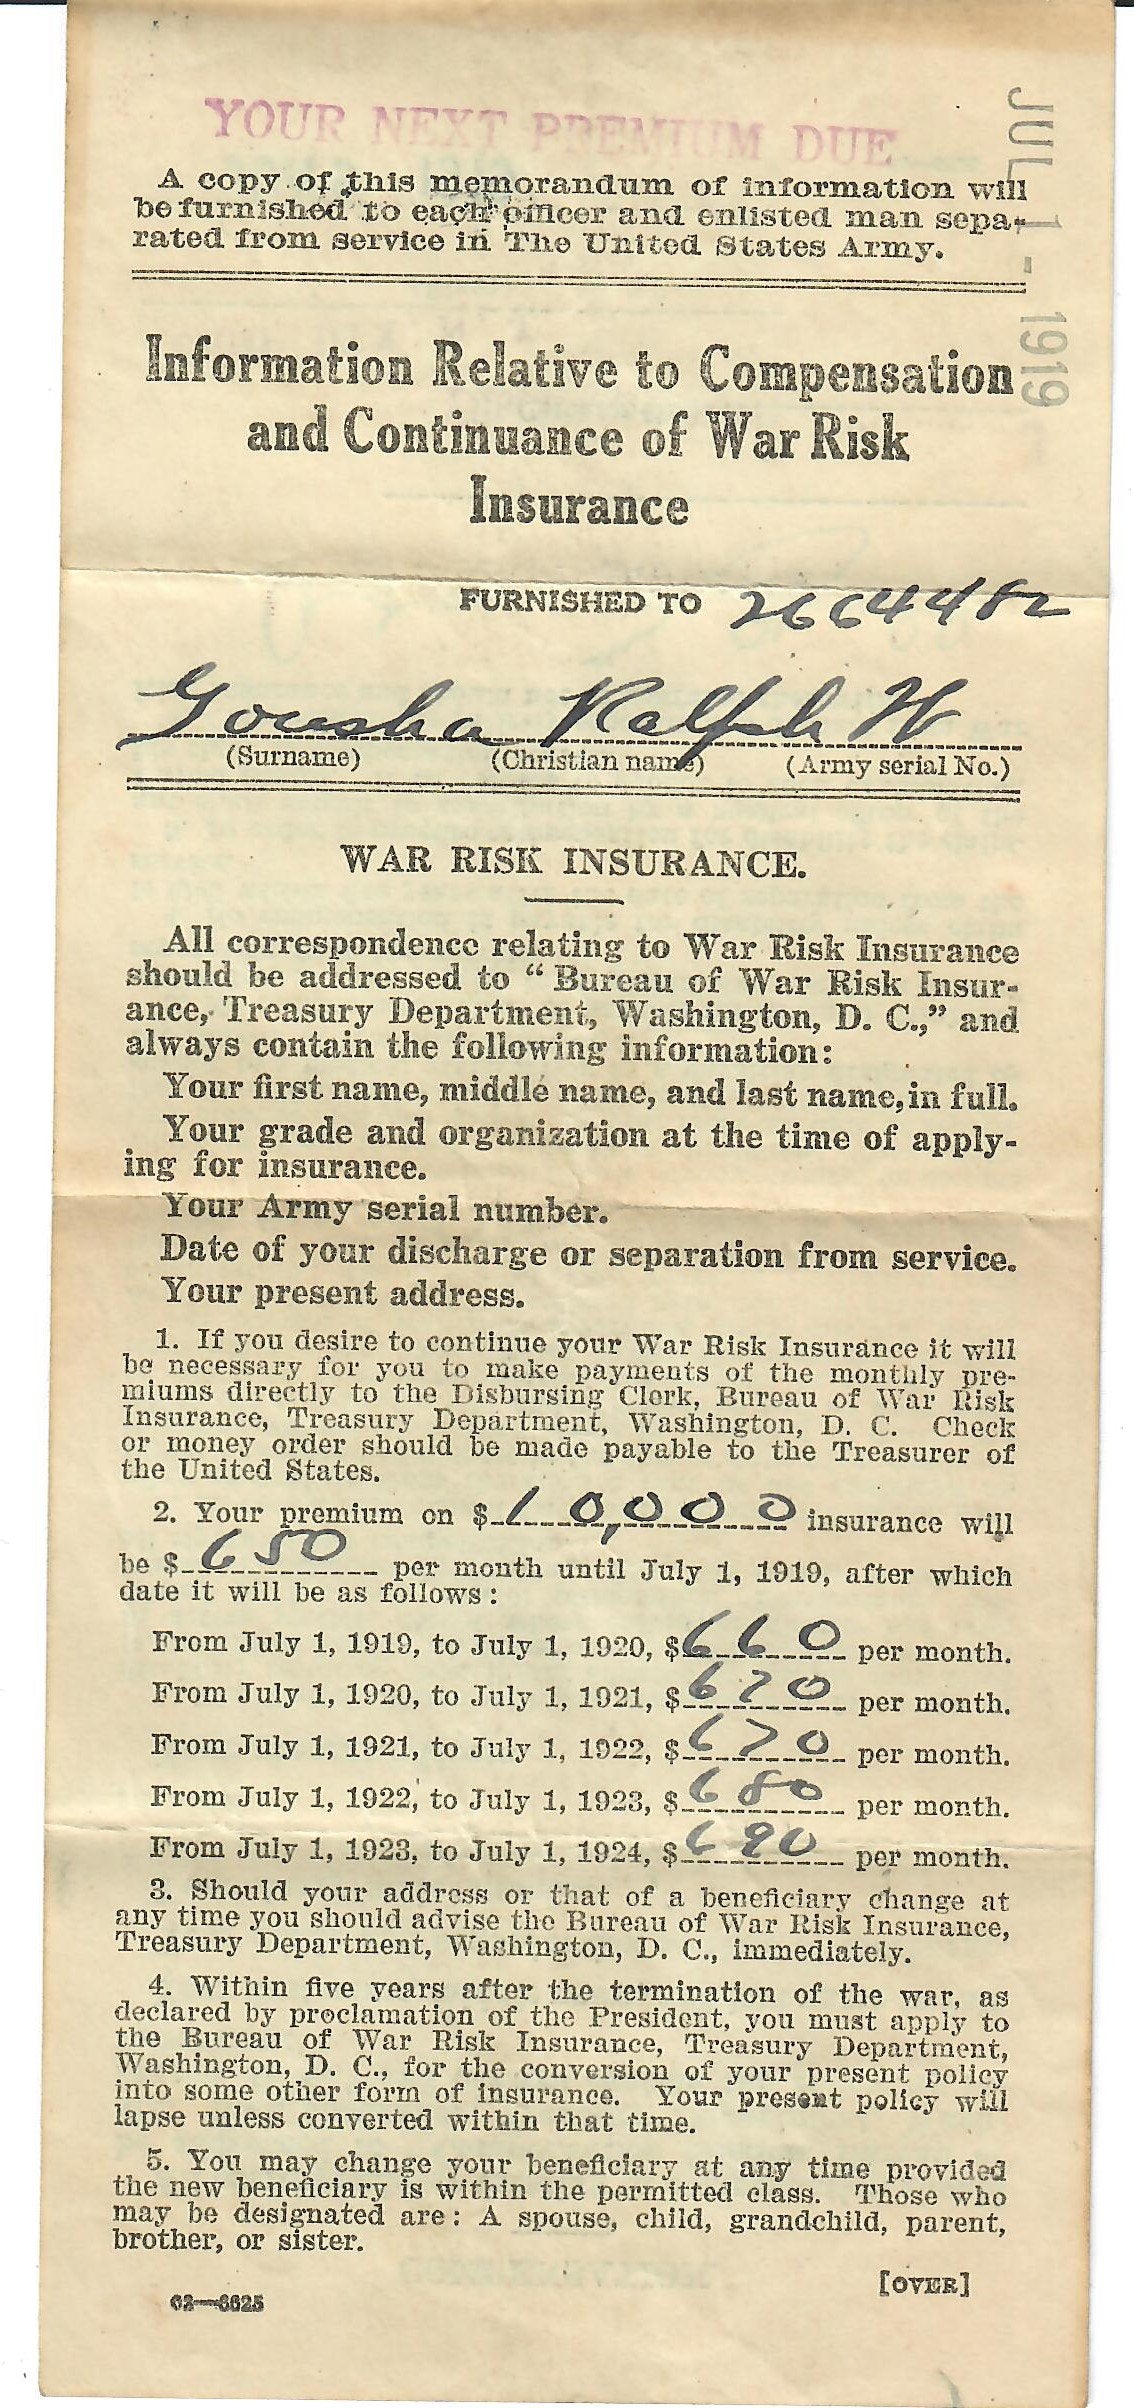 YOUR NEXT PREMIUM DUE
JUL 1 - 1919
A copy of this memorandum of information will
be furnished to each officer and enlisted man sepa-
rated from service in The United States Army.
Information Relative to Compensation
and Continuance of War Risk
Insurance
FURNISHED TO 2664482
Gousha Ralph W
(Surname) (Christian name) (Army serial No.)
WAR RISK INSURANCE.
All correspondence relating to War Risk Insurance
should be addressed to “Bureau of War Risk Insur-
ance, Treasury Department, Washington, D. C.,” and
always contain the following information:
Your first name, middle name, and last name, in full.
Your grade and organization at the time of apply-
ing for insurance.
Your Army serial number.
Date of your discharge or separation from service.
Your present address.
1. If you desire to continue your War Risk Insurance it will
be necessary for you to make payments of the monthly pre-
miums directly to the Disbursing Clerk, Bureau of War Risk
Insurance, Treasury Department, Washington, D. C. Check
or money order should be made payable to the Treasurer of
the United States.
2. Your premium on $ 10,000 insurance will
be $ 650 per month until July 1, 1919, after which
date it will be as follows:
From July 1, 1919, to July 1, 1920, $ 660 per month.
From July 1, 1920, to July 1, 1921, $ 670 per month.
From July 1, 1921, to July 1, 1922, $ 670 per month.
From July 1, 1922, to July 1, 1923, $ 680 per month.
From July 1, 1923, to July 1, 1924, $ 690 per month.
3. Should your address or that of a beneficiary change at
any time you should advise the Bureau of War Risk Insurance,
Treasury Department, Washington, D. C., immediately.
4. Within five years after the termination of the war, as
declared by proclamation of the President, you must apply to
the Bureau of War Risk Insurance, Treasury Department,
Washington, D. C., for the conversion of your present policy
into some other form of insurance. Your present policy will
lapse unless converted within that time.
5. You may change your beneficiary at any time provided
the new beneficiary is within the permitted class. Those who
may be designated are: A spouse, child, grandchild, parent,
brother, or sister.
[OVER]
62—6625